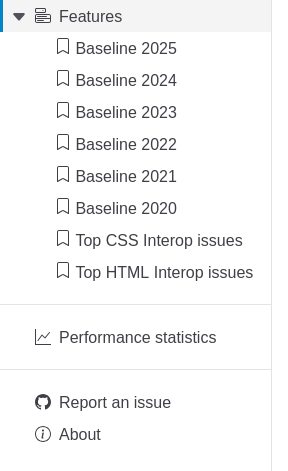 Features
Baseline 2025
Baseline 2024
Baseline 2023
Baseline 2022
Baseline 2021
Baseline 2020
Top CSS Interop issues
Top HTML Interop issues
Performance statistics
Report an issue
About